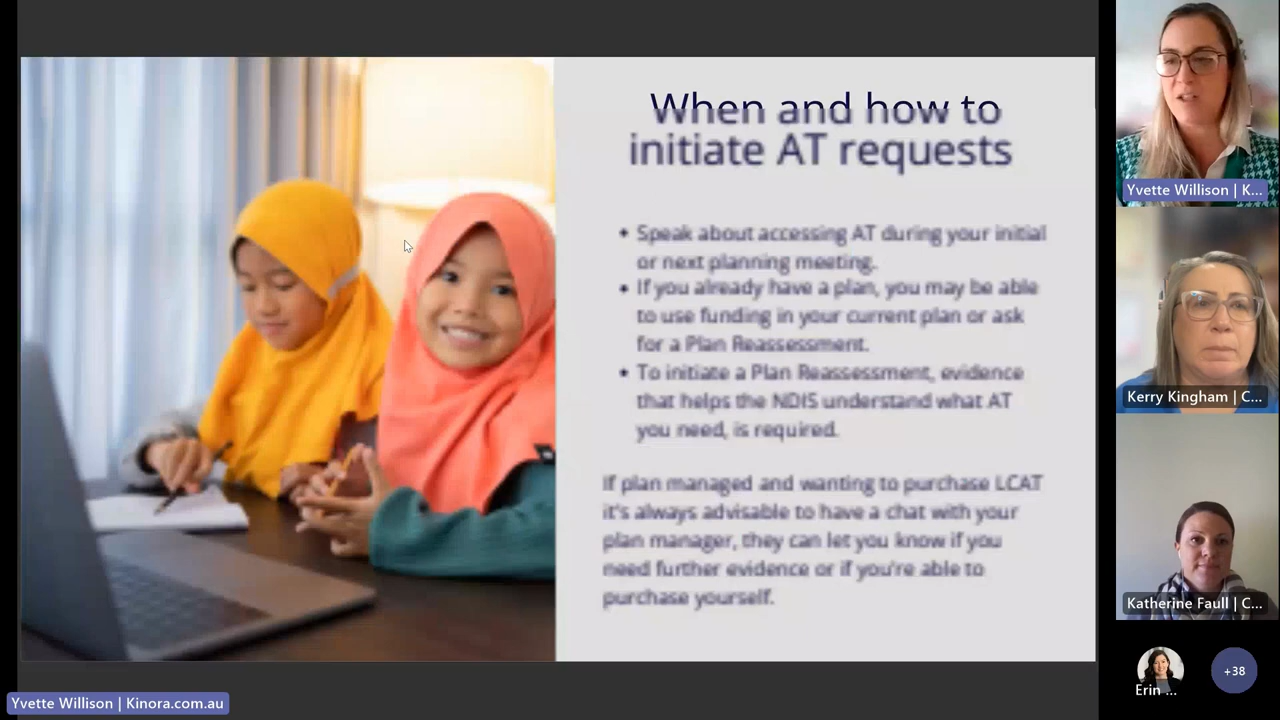 When and how to
initiate AT requests
• Speak about accessing AT during your initial
or next planning meeting.
• If you already have a plan, you may be able
to use funding in your current plan or ask
for a Plan Reassessment.
• To initiate a Plan Reassessment, evidence
that helps the NDIS understand what AT
you need, is required.
If plan managed and wanting to purchase LCAT
it's always advisable to have a chat with your
plan manager, they can let you know if you
need further evidence or if you're able to
purchase yourself.
Yvette Willison | K...
Kerry Kingham | C...
Katherine Faull | C...
Erin ...
+38
Yvette Willison | Kinora.com.au